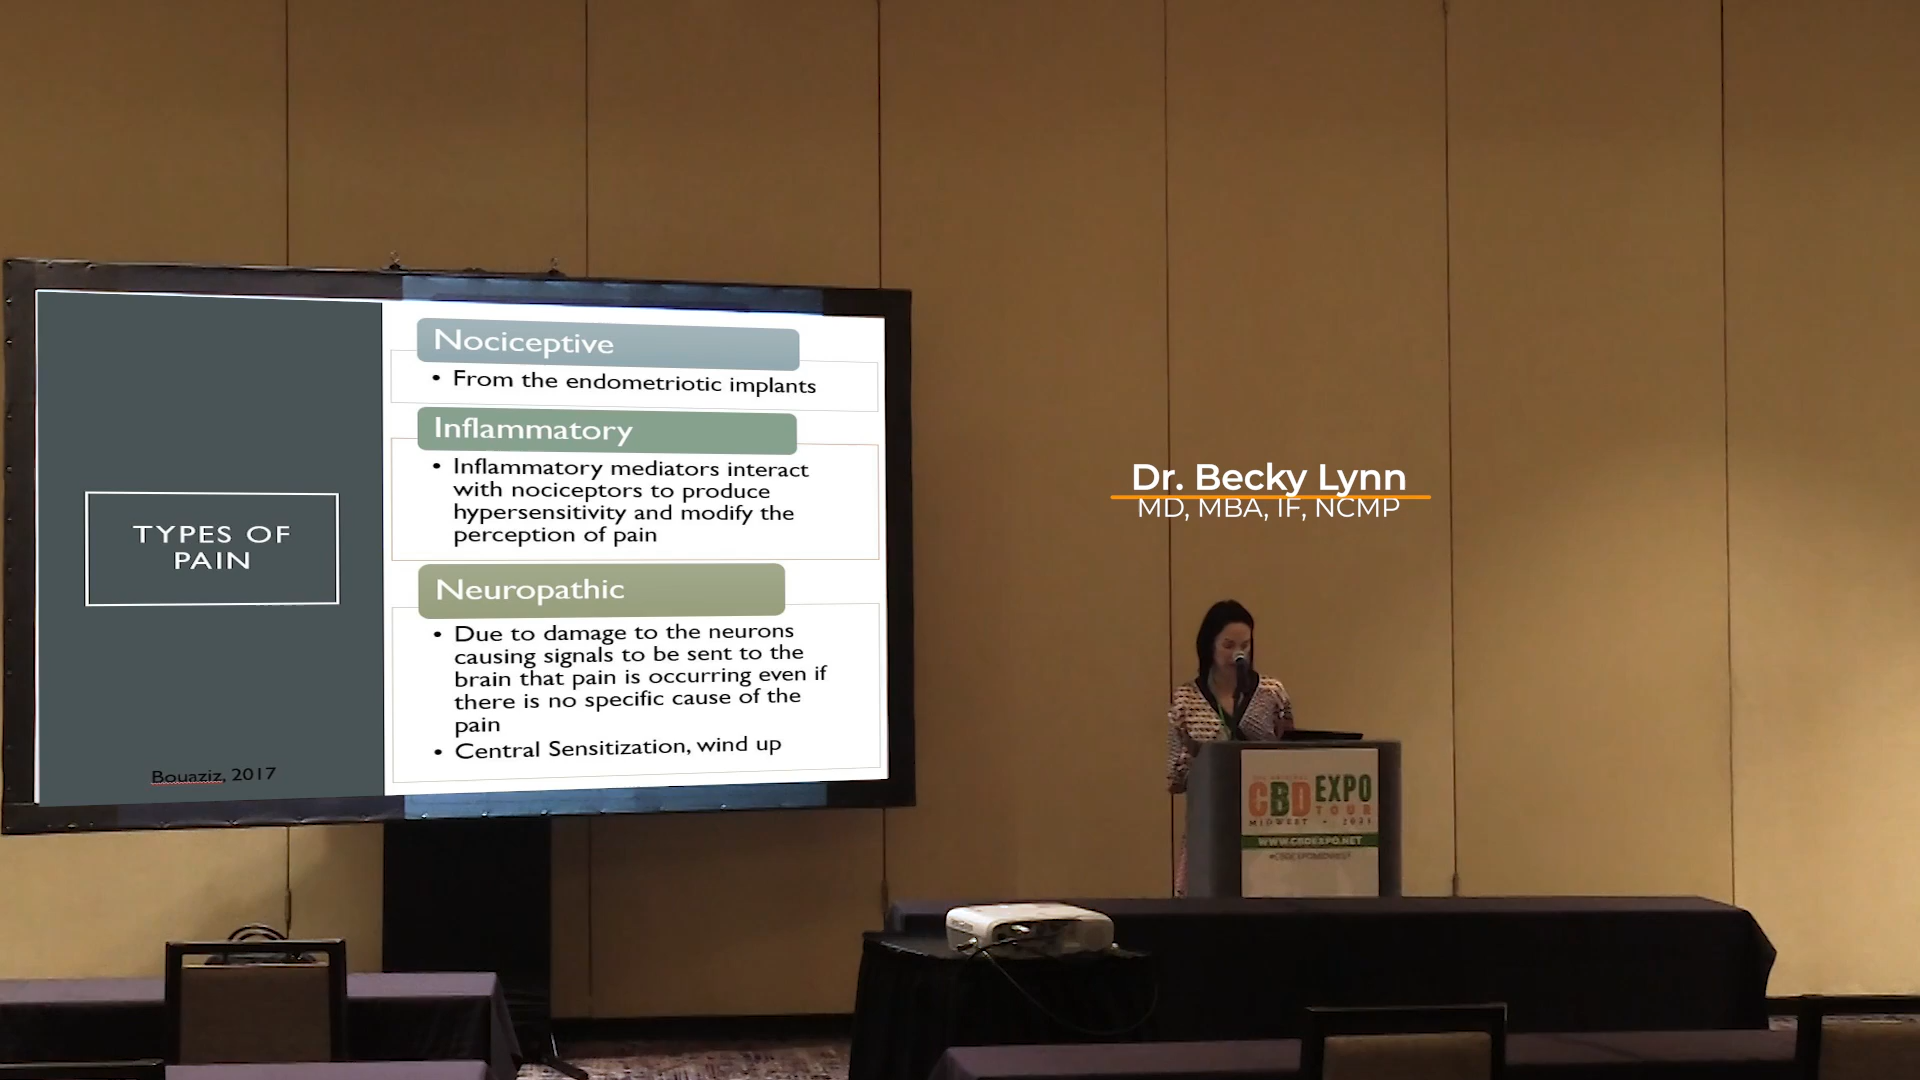 TYPES OF
PAIN
Bouaziz, 2017
Nociceptive
• From the endometriotic implants
Inflammatory
• Inflammatory mediators interact
with nociceptors to produce
hypersensitivity and modify the
perception of pain
Neuropathic
• Due to damage to the neurons
causing signals to be sent to the
brain that pain is occurring even if
there is no specific cause of the
pain
• Central Sensitization, wind up
Dr. Becky Lynn
MD, MBA, IF, NCMP
CBD EXPO
TOUR
MIDWEST • 2021
WWW.CBDEXPO.NET